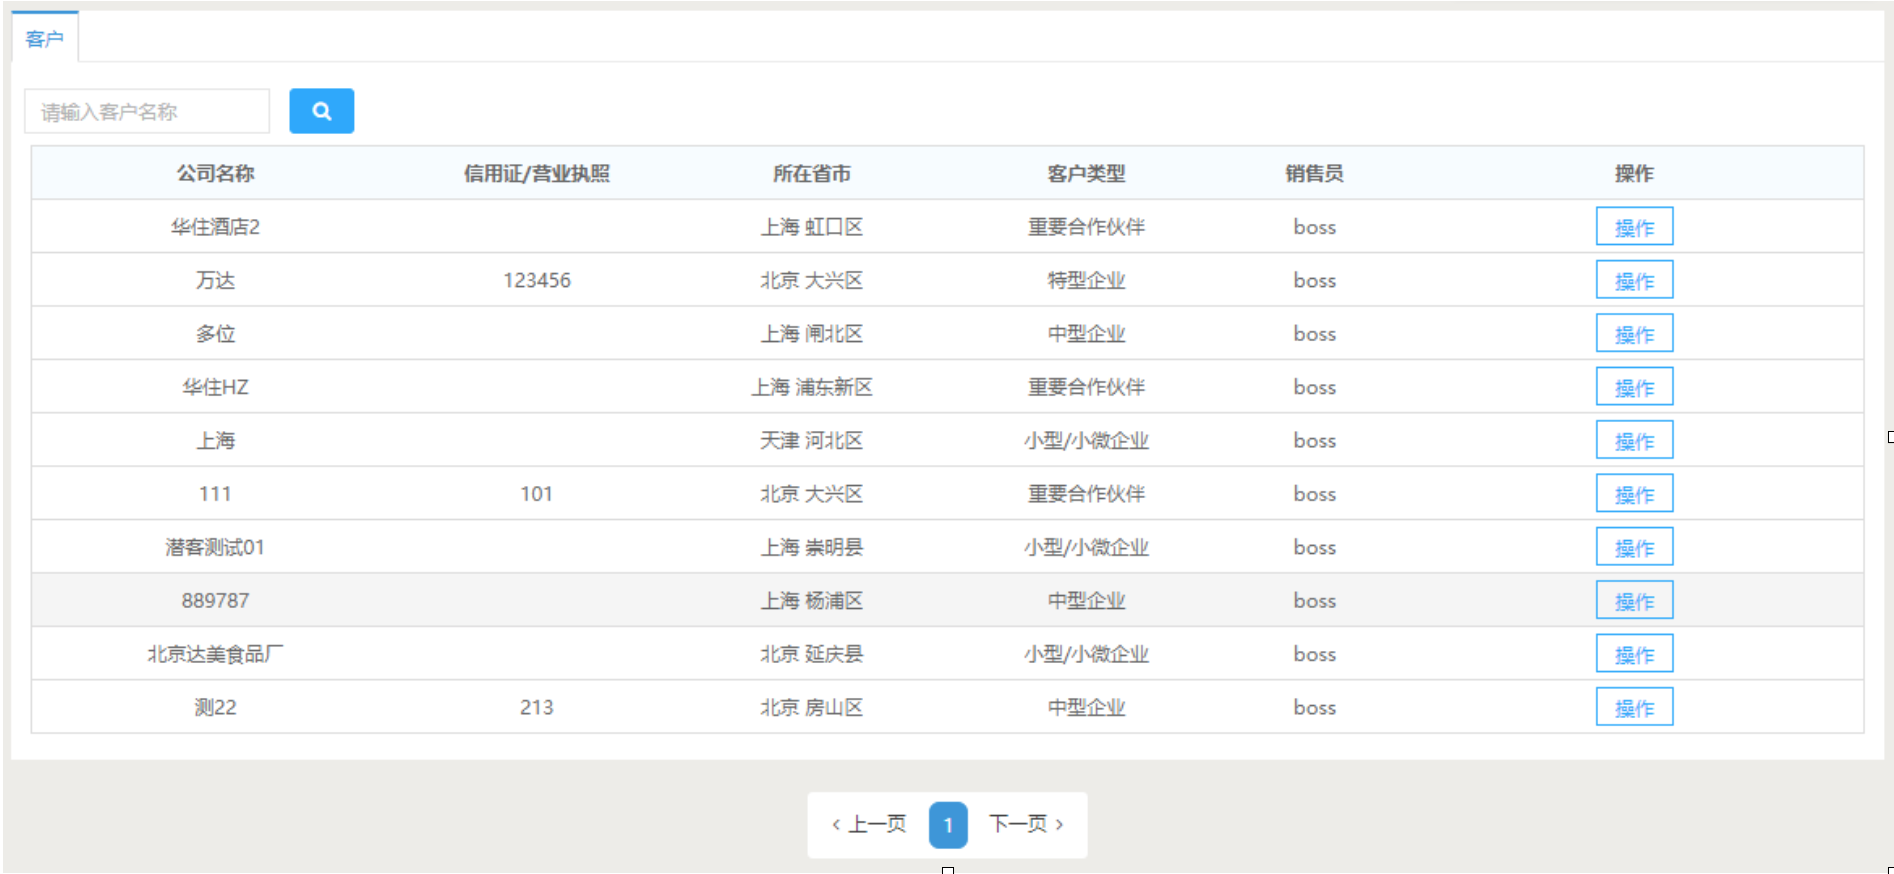 客户
请输入客户名称
公司名称 信用证/营业执照 所在省市 客户类型 销售员 操作
华住酒店2 上海 虹口区 重要合作伙伴 boss 操作
万达 123456 北京 大兴区 特型企业 boss 操作
多位 上海 闸北区 中型企业 boss 操作
华住HZ 上海 浦东新区 重要合作伙伴 boss 操作
上海 天津 河北区 小型/小微企业 boss 操作
111 101 北京 大兴区 重要合作伙伴 boss 操作
潜客测试01 上海 崇明县 小型/小微企业 boss 操作
889787 上海 杨浦区 中型企业 boss 操作
北京达美食品厂 北京 延庆县 小型/小微企业 boss 操作
测22 213 北京 房山区 中型企业 boss 操作
‹ 上一页 1 下一页 ›